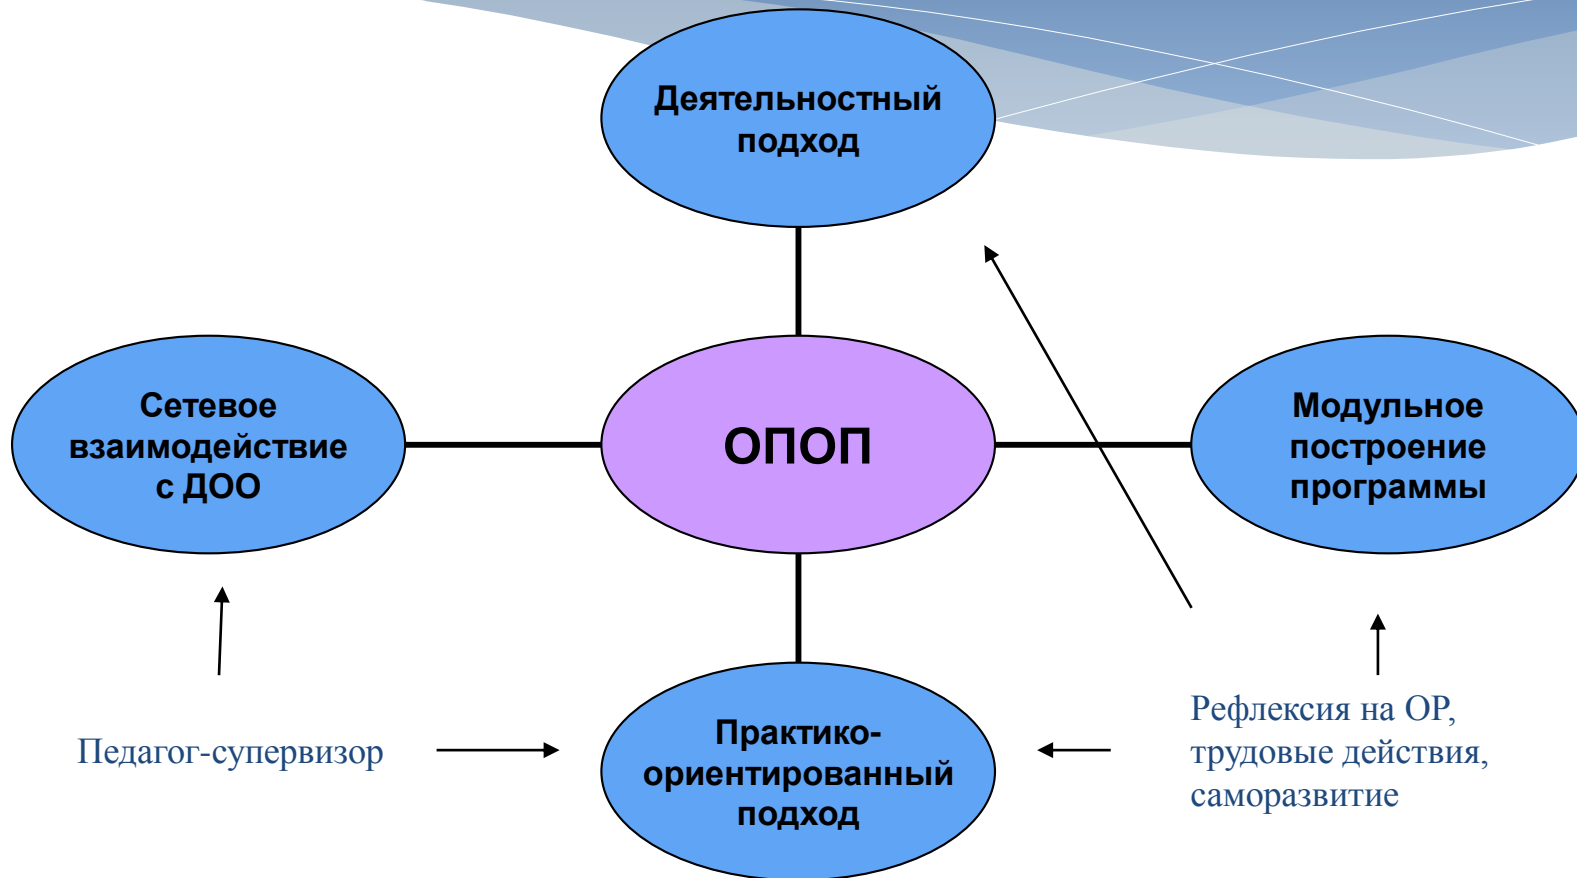 Деятельностный
подход
Сетевое
взаимодействие
с ДОО
ОПОП
Модульное
построение
программы
Педагог-супервизор
Практико-
ориентированный
подход
Рефлексия на ОР,
трудовые действия,
саморазвитие